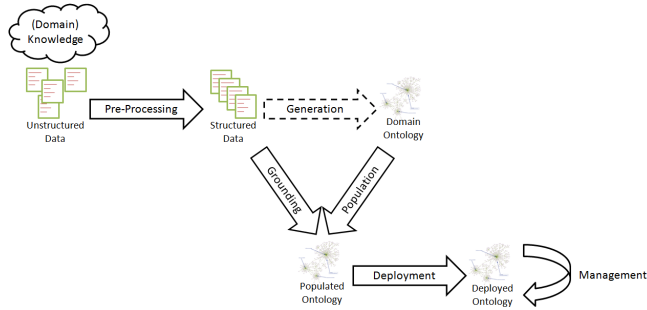 (Domain)
Knowledge
Unstructured
Data
Pre-Processing
Structured
Data
Generation
Domain
Ontology
Grounding
Population
Populated
Ontology
Deployment
Deployed
Ontology
Management